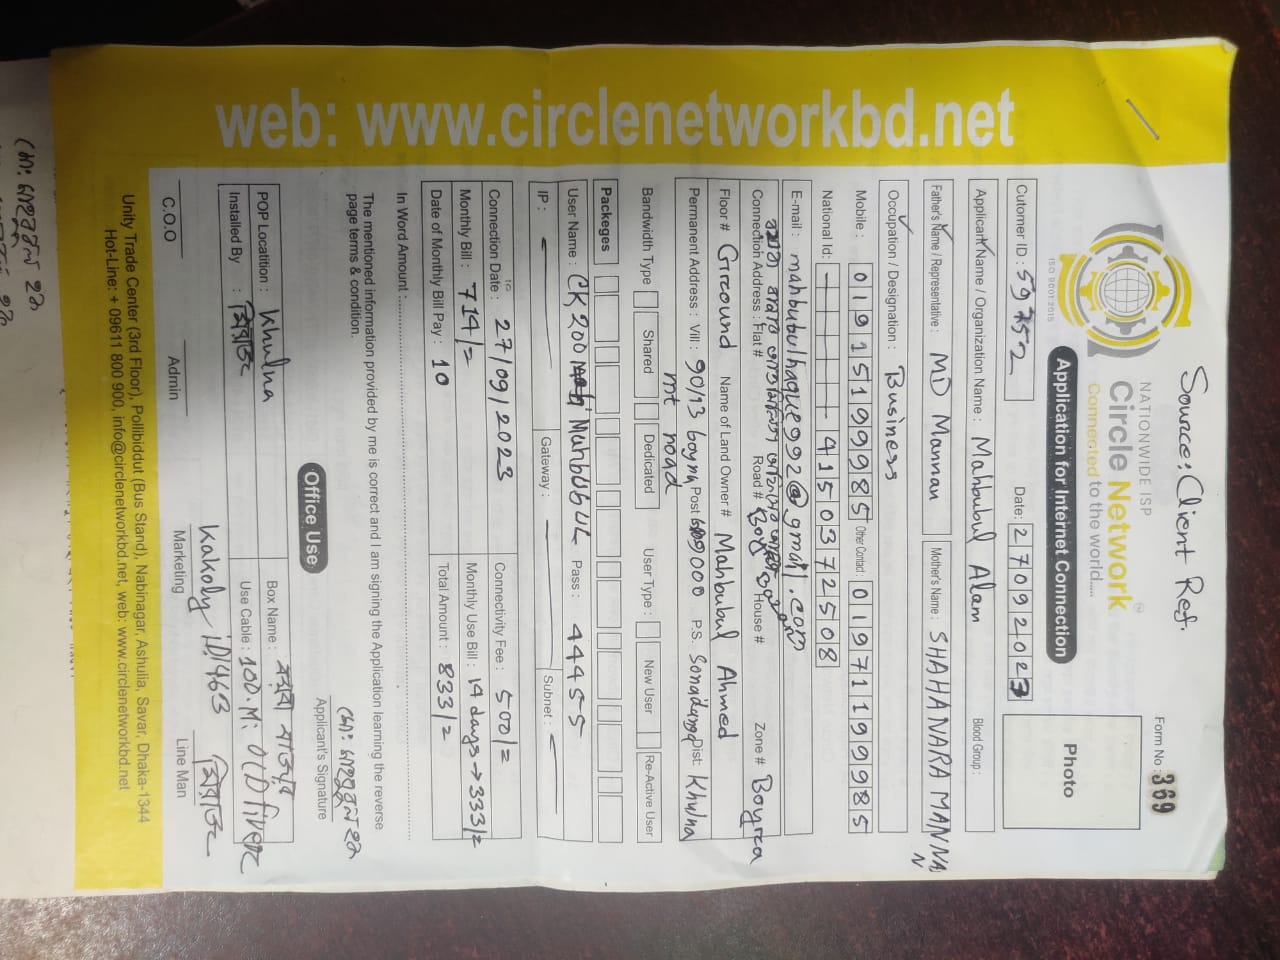 Source: Client Ref.
NATIONWIDE ISP
Circle Network
Connected to the world.....
ISO 9001:2015
Form No : 369
Application for Internet Connection
Photo
Cutomer ID : 59752 Date: 27092023
Applicant Name / Organization Name : Mahbubul Alam Blood Group :
Father's Name / Representative: MD Mannan Mother's Name : SHAHANARA MANNAN
Occupation / Designation : Business
Mobile : 01915199985 Other Contact : 01971199985
National Id: 4150372508
E-mail : mahbubulhaque992@gmail.com
Connection Address : Flat # Road # House # Zone # Boyra
Floor # Ground Name of Land Owner # Mahbubul Ahmed
Permanent Address : Vill : 90/13 boyra Post 9000 P.S. Songdanga Dist: Khulna
mt road
Bandwidth Type Shared Dedicated User Type : New User Re-Active User
Packeges
User Name : CK200 Mahbubul Pass : 44455
IP : Gateway : Subnet :
Connection Date : 27/09/2023 Connectivity Fee : 500/=
Monthly Bill : 714/= Monthly Use Bill : 14 days→333/=
Date of Monthly Bill Pay : 10 Total Amount : 833/=
In Word Amount :
The mentioned information provided by me is correct and I am signing the Application learning the reverse
page terms & condition.
Applicant's Signature
Office Use
POP Locatition : Khulna Box Name :
Installed By : Use Cable : 100.M: OLD fiver
Kakoly ID1463
C.O.O Admin Marketing Line Man
Unity Trade Center (3rd Floor), Pollibiddut (Bus Stand), Nabinagar, Ashulia, Savar, Dhaka-1344
Hot-Line: + 09611 800 900, info@circlenetworkbd.net, web: www.circlenetworkbd.net
web: www.circlenetworkbd.net